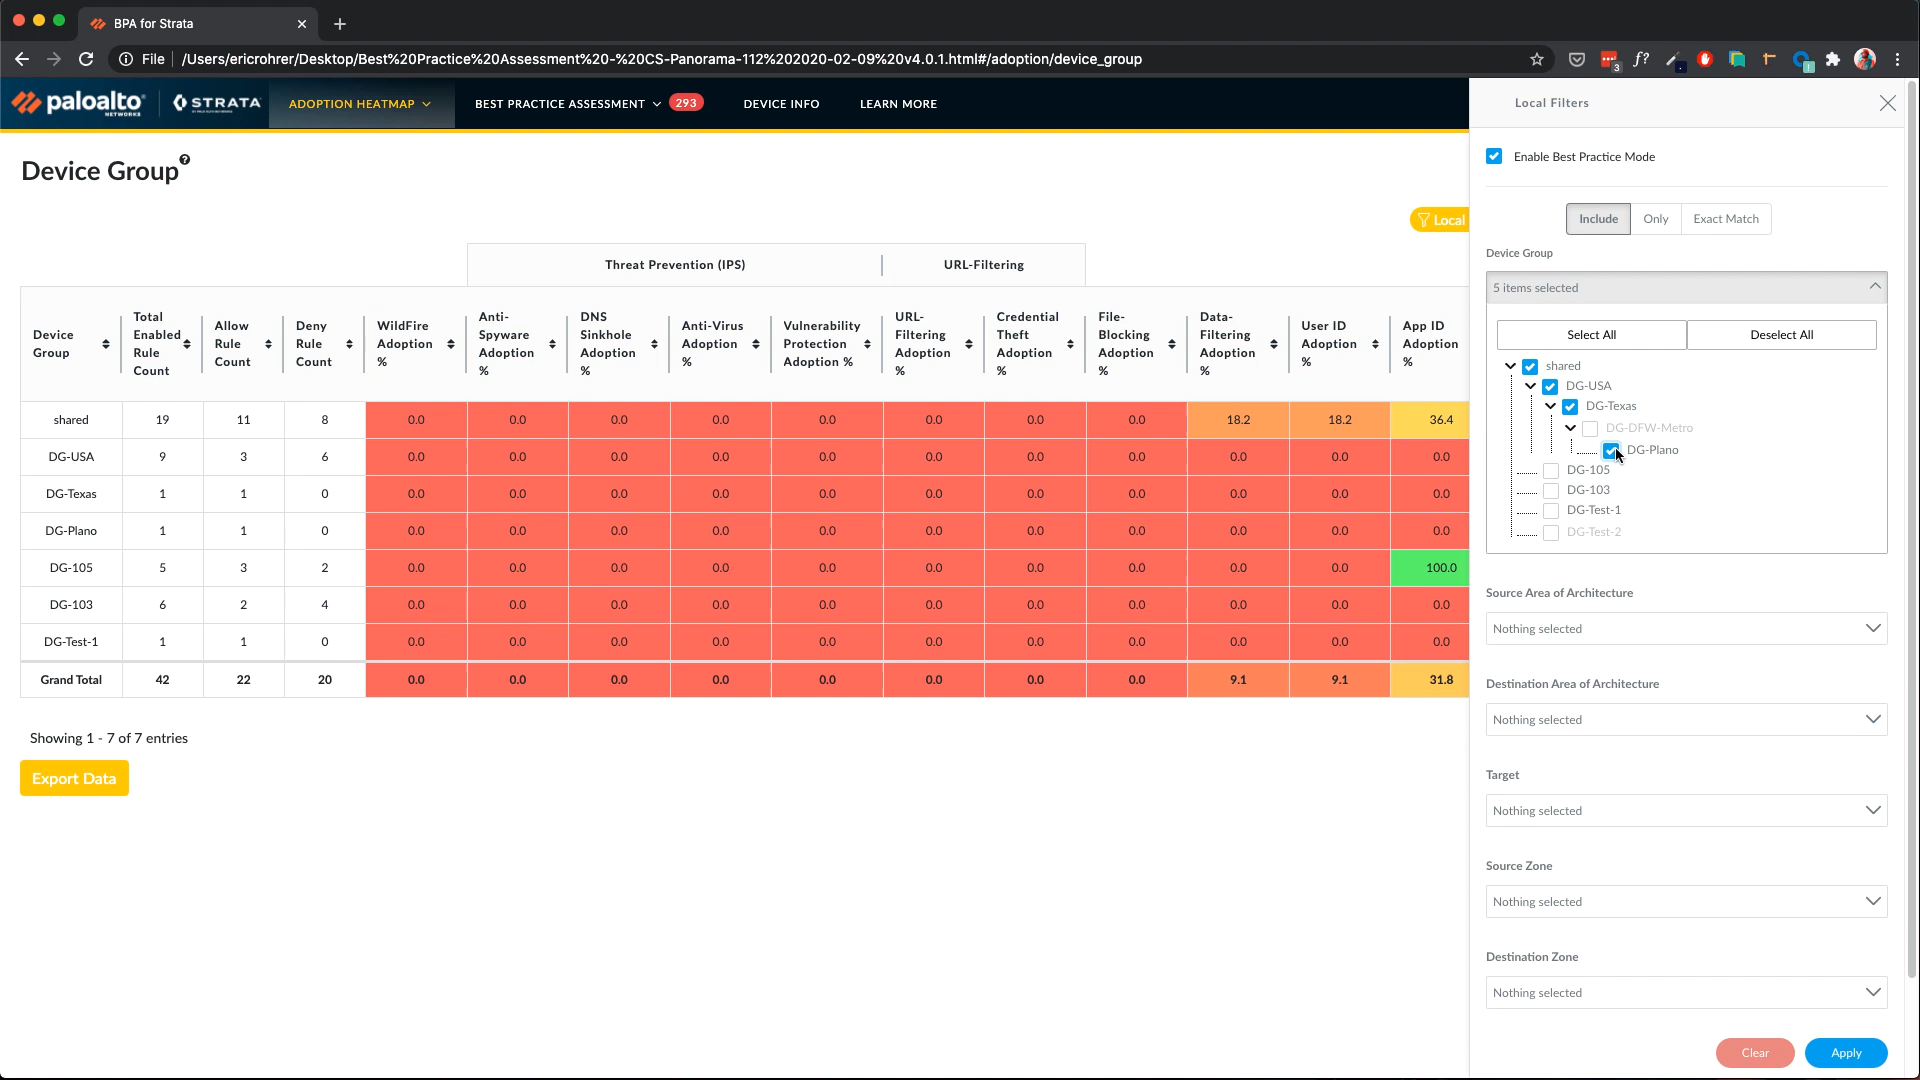 BPA for Strata
File /Users/ericrohrer/Desktop/Best%20Practice%20Assessment%20-%20CS-Panorama-112%202020-02-09%20v4.0.1.html#/adoption/device_group
3 f?
paloalto NETWORKS STRATA BY PALO ALTO NETWORKS ADOPTION HEATMAP BEST PRACTICE ASSESSMENT 293 DEVICE INFO LEARN MORE
Device Group ?
Local
Threat Prevention (IPS) URL-Filtering
Device Group
Total Enabled Rule Count
Allow Rule Count
Deny Rule Count
WildFire Adoption %
Anti-Spyware Adoption %
DNS Sinkhole Adoption %
Anti-Virus Adoption %
Vulnerability Protection Adoption %
URL-Filtering Adoption %
Credential Theft Adoption %
File-Blocking Adoption %
Data-Filtering Adoption %
User ID Adoption %
App ID Adoption %
shared 19 11 8 0.0 0.0 0.0 0.0 0.0 0.0 0.0 0.0 18.2 18.2 36.4
DG-USA 9 3 6 0.0 0.0 0.0 0.0 0.0 0.0 0.0 0.0 0.0 0.0 0.0
DG-Texas 1 1 0 0.0 0.0 0.0 0.0 0.0 0.0 0.0 0.0 0.0 0.0 0.0
DG-Plano 1 1 0 0.0 0.0 0.0 0.0 0.0 0.0 0.0 0.0 0.0 0.0 0.0
DG-105 5 3 2 0.0 0.0 0.0 0.0 0.0 0.0 0.0 0.0 0.0 0.0 100.0
DG-103 6 2 4 0.0 0.0 0.0 0.0 0.0 0.0 0.0 0.0 0.0 0.0 0.0
DG-Test-1 1 1 0 0.0 0.0 0.0 0.0 0.0 0.0 0.0 0.0 0.0 0.0 0.0
Grand Total 42 22 20 0.0 0.0 0.0 0.0 0.0 0.0 0.0 0.0 9.1 9.1 31.8
Showing 1 - 7 of 7 entries
Export Data
Local Filters
Enable Best Practice Mode
Include Only Exact Match
Device Group
5 items selected
Select All Deselect All
shared
DG-USA
DG-Texas
DG-DFW-Metro
DG-Plano
DG-105
DG-103
DG-Test-1
DG-Test-2
Source Area of Architecture
Nothing selected
Destination Area of Architecture
Nothing selected
Target
Nothing selected
Source Zone
Nothing selected
Destination Zone
Nothing selected
Clear Apply